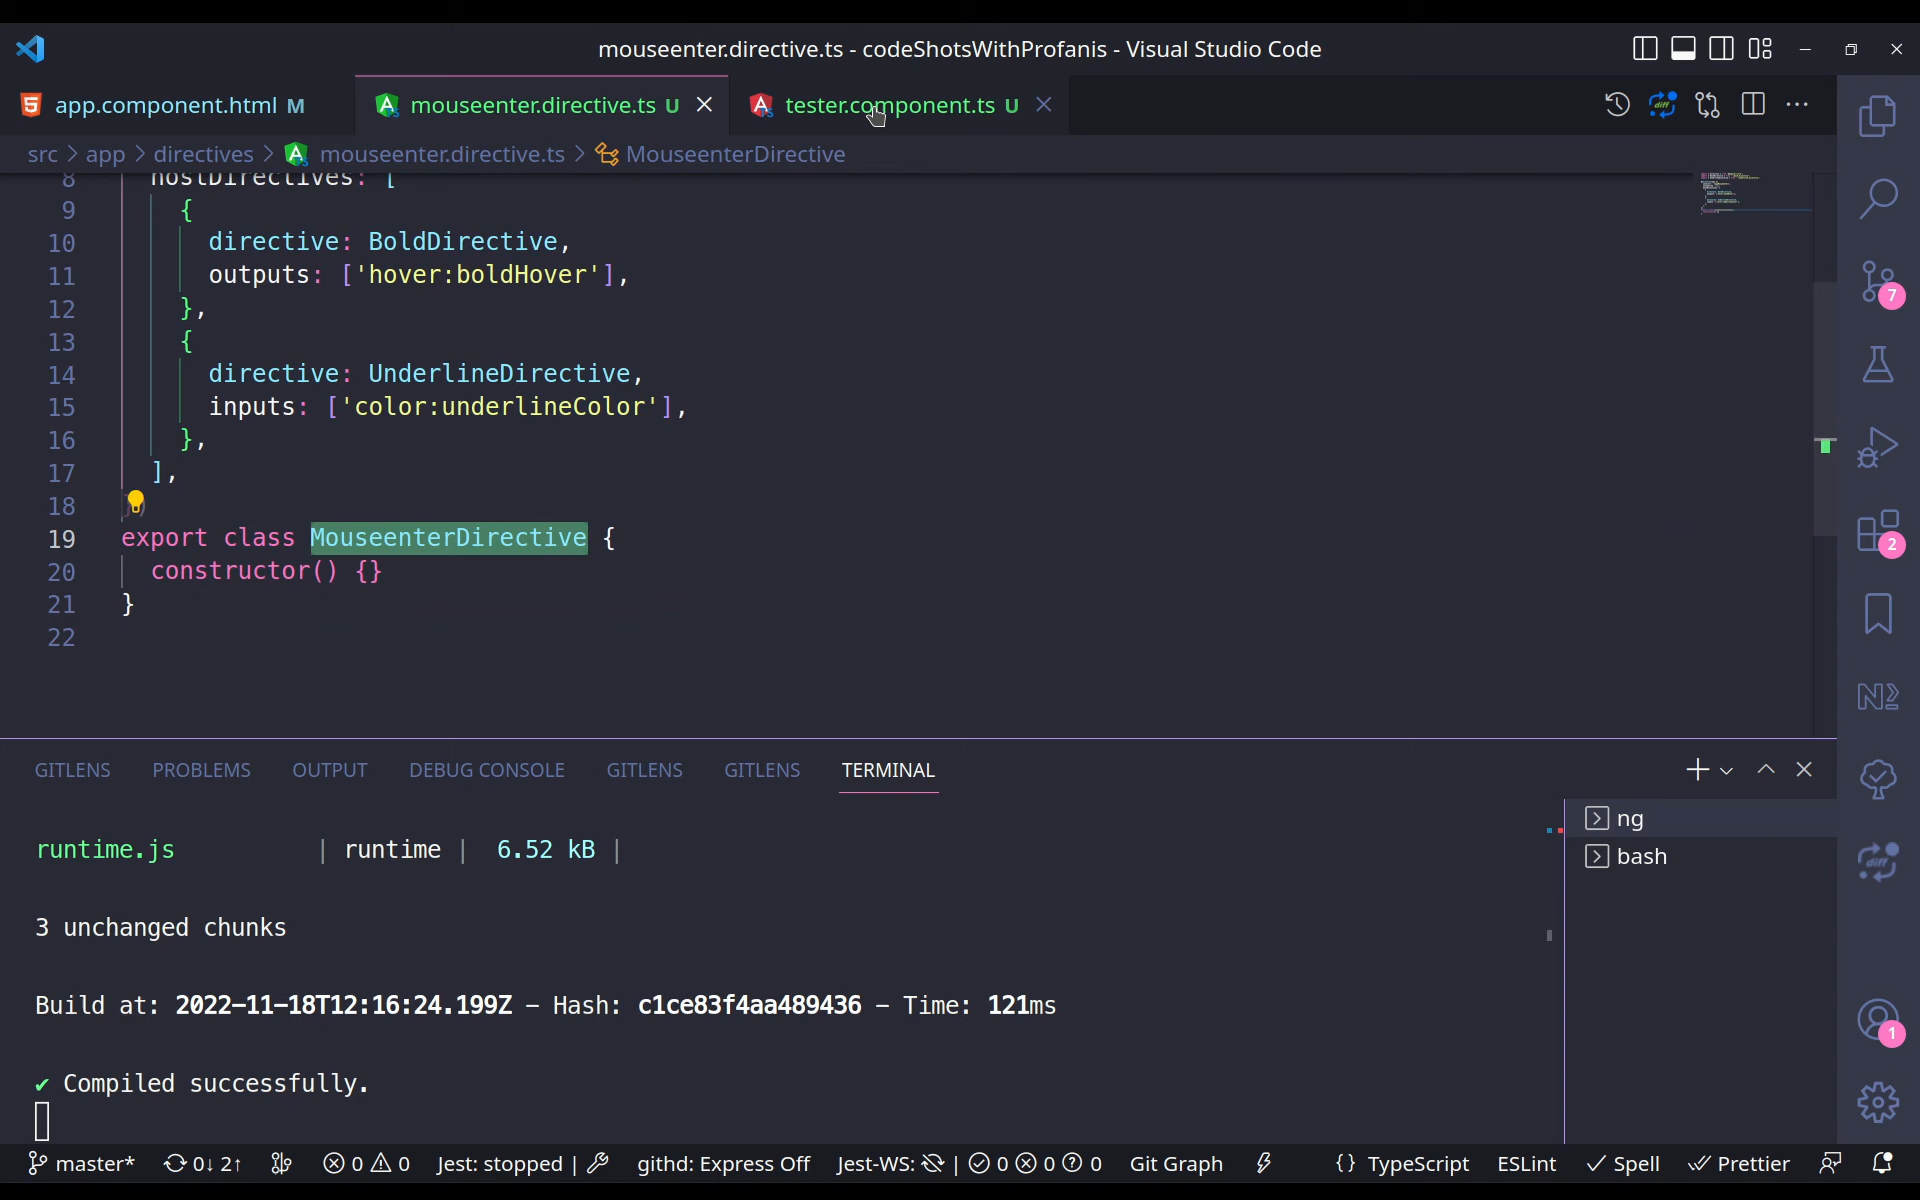 mouseenter.directive.ts - codeShotsWithProfanis - Visual Studio Code
app.component.html M
mouseenter.directive.ts U
tester.component.ts U
src > app > directives > mouseenter.directive.ts > MouseenterDirective
8 hostDirectives: [
9 {
10 directive: BoldDirective,
11 outputs: ['hover:boldHover'],
12 },
13 {
14 directive: UnderlineDirective,
15 inputs: ['color:underlineColor'],
16 },
17 ],
18 })
19 export class MouseenterDirective {
20 constructor() {}
21 }
22
7
2
1
GITLENS PROBLEMS OUTPUT DEBUG CONSOLE GITLENS GITLENS TERMINAL
runtime.js | runtime | 6.52 kB |
3 unchanged chunks
Build at: 2022-11-18T12:16:24.199Z - Hash: c1ce83f4aa489436 - Time: 121ms
✔ Compiled successfully.
ng
bash
master* 0↓ 2↑ 0 0 Jest: stopped | githd: Express Off Jest-WS: | 0 0 0 Git Graph {} TypeScript ESLint Spell Prettier